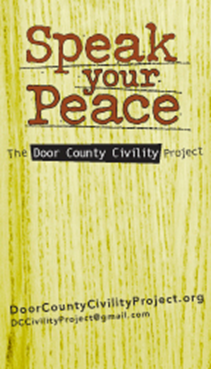 Speak
your
Peace
The Door County Civility Project
DoorCountyCivilityProject.org
DCCivilityProject@gmail.com